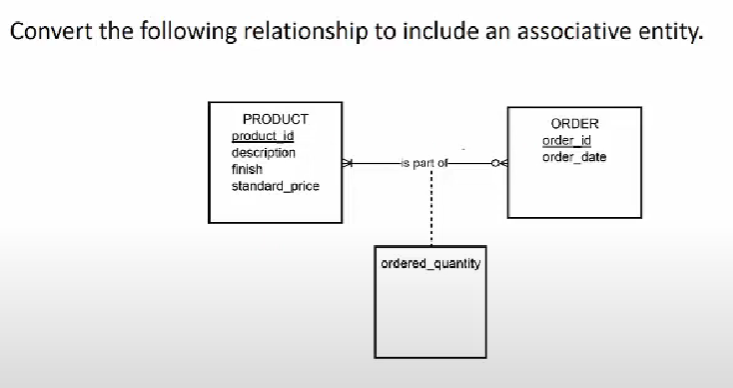 Convert the following relationship to include an associative entity.
PRODUCT
product_id
description
finish
standard_price
is part of
ORDER
order_id
order_date
ordered_quantity